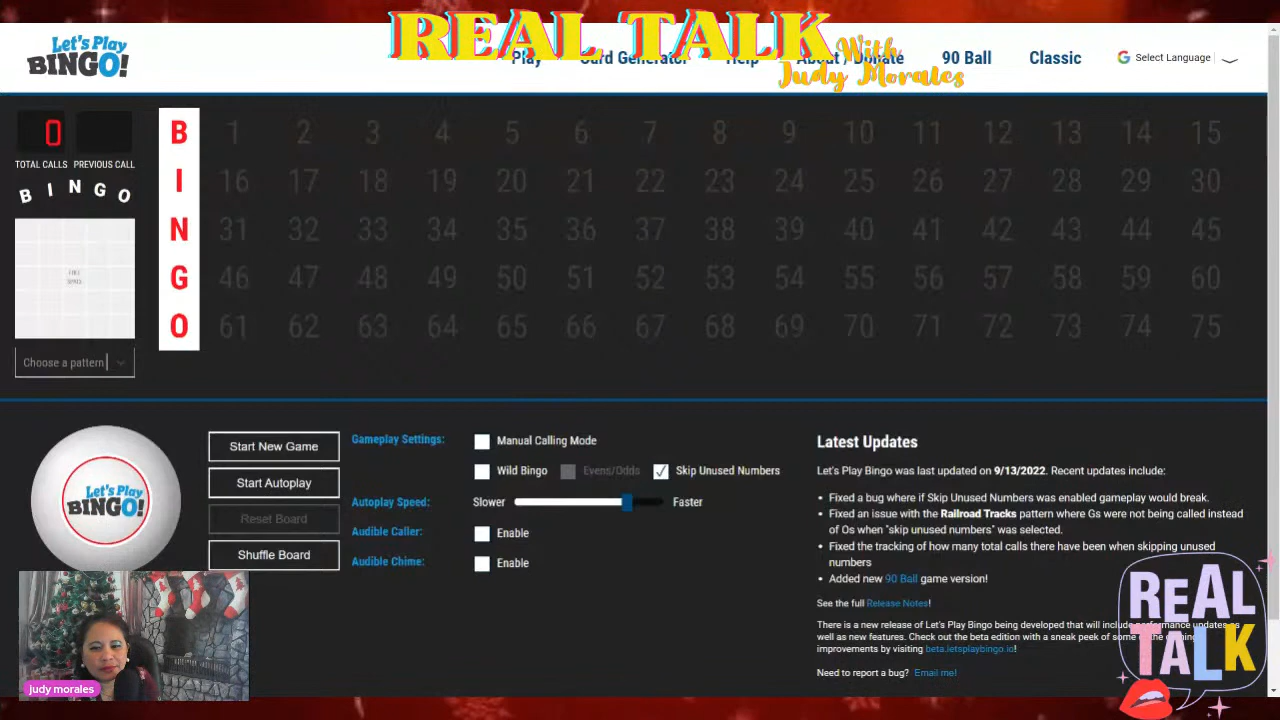 REAL TALK
With
Judy Morales
Let's Play
BINGO!
Play
Card Generator
Help
About / Donate
90 Ball
Classic
Select Language
0
TOTAL CALLS
PREVIOUS CALL
B I N G O
FREE
SPACE
Choose a pattern
B 1 2 3 4 5 6 7 8 9 10 11 12 13 14 15
I 16 17 18 19 20 21 22 23 24 25 26 27 28 29 30
N 31 32 33 34 35 36 37 38 39 40 41 42 43 44 45
G 46 47 48 49 50 51 52 53 54 55 56 57 58 59 60
O 61 62 63 64 65 66 67 68 69 70 71 72 73 74 75
Let's Play
BINGO!
Start New Game
Start Autoplay
Reset Board
Shuffle Board
Gameplay Settings:
Manual Calling Mode
Wild Bingo
Evens/Odds
Skip Unused Numbers
Autoplay Speed:
Slower
Faster
Audible Caller:
Enable
Audible Chime:
Enable
Latest Updates
Let's Play Bingo was last updated on 9/13/2022. Recent updates include:
Fixed a bug where if Skip Unused Numbers was enabled gameplay would break.
Fixed an issue with the Railroad Tracks pattern where Gs were not being called instead
of Os when "skip unused numbers" was selected.
Fixed the tracking of how many total calls there have been when skipping unused
numbers
Added new 90 Ball game version!
See the full Release Notes!
There is a new release of Let's Play Bingo being developed that will include performance updates as
well as new features. Check out the beta edition with a sneak peek of some of the coming
improvements by visiting beta.letsplaybingo.io!
Need to report a bug? Email me!
judy morales
REAL
TALK